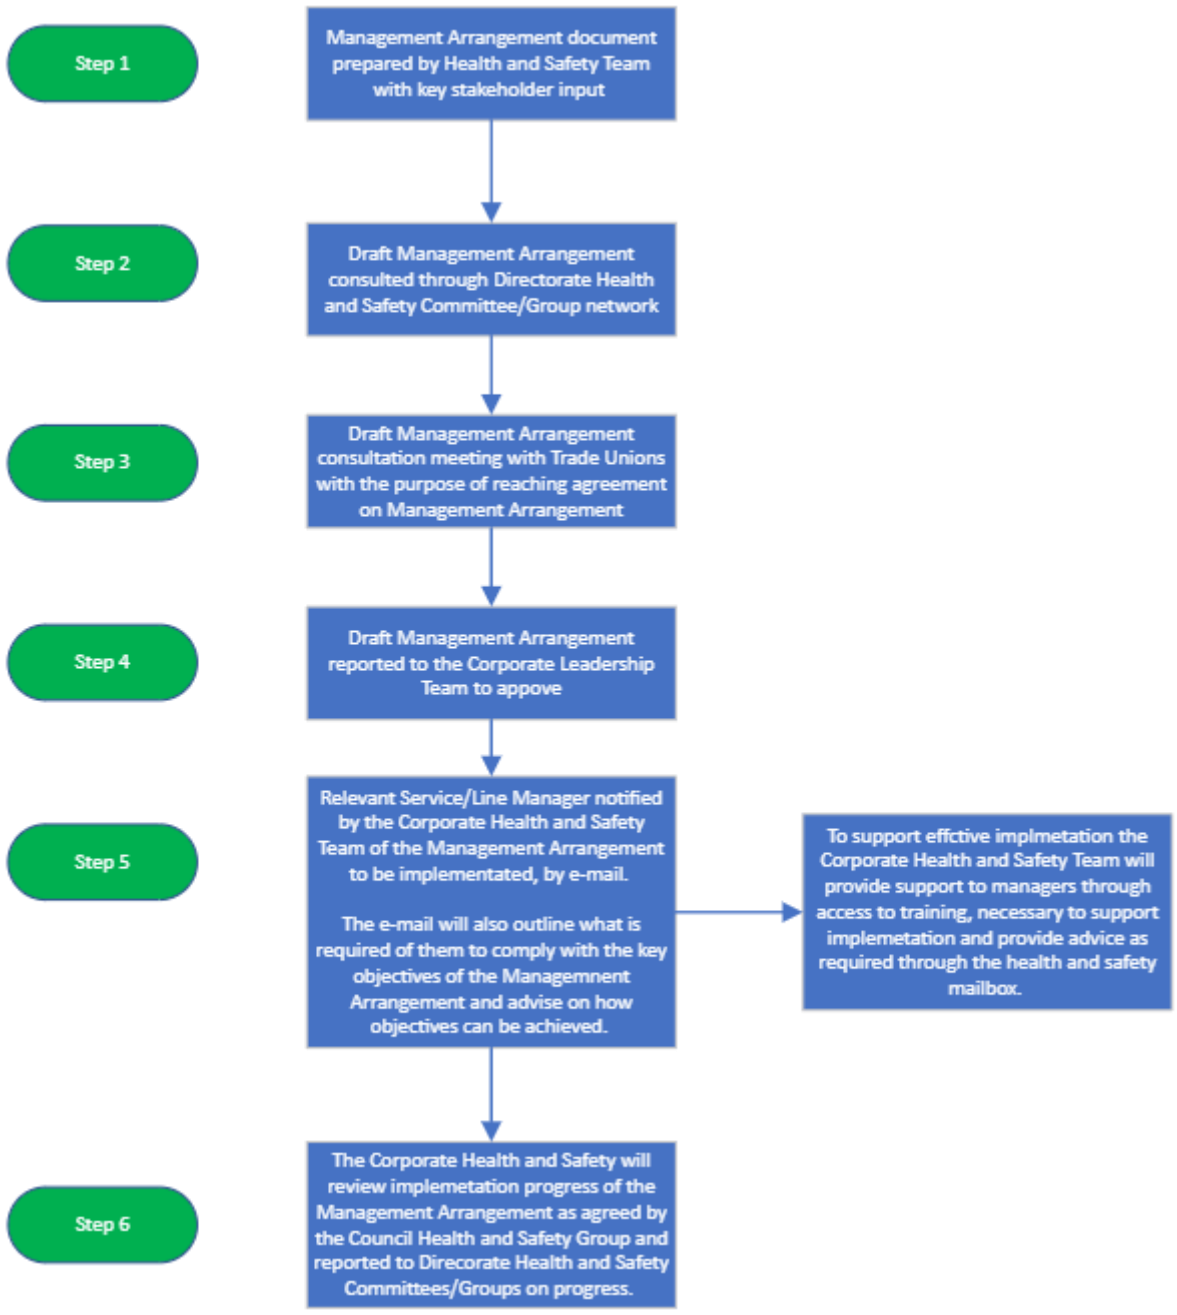 Step 1
Management Arrangement document
prepared by Health and Safety Team
with key stakeholder input
Step 2
Draft Management Arrangement
consulted through Directorate Health
and Safety Committee/Group network
Step 3
Draft Management Arrangement
consultation meeting with Trade Unions
with the purpose of reaching agreement
on Management Arrangement
Step 4
Draft Management Arrangement
reported to the Corporate Leadership
Team to appove
Step 5
Relevant Service/Line Manager notified
by the Corporate Health and Safety
Team of the Management Arrangement
to be implementated, by e-mail.
The e-mail will also outline what is
required of them to comply with the key
objectives of the Managemnent
Arrangement and advise on how
objectives can be achieved.
To support effctive implmetation the
Corporate Health and Safety Team will
provide support to managers through
access to training, necessary to support
implemetation and provide advice as
required through the health and safety
mailbox.
Step 6
The Corporate Health and Safety will
review implemetation progress of the
Management Arrangement as agreed by
the Council Health and Safety Group and
reported to Direcorate Health and Safety
Committees/Groups on progress.